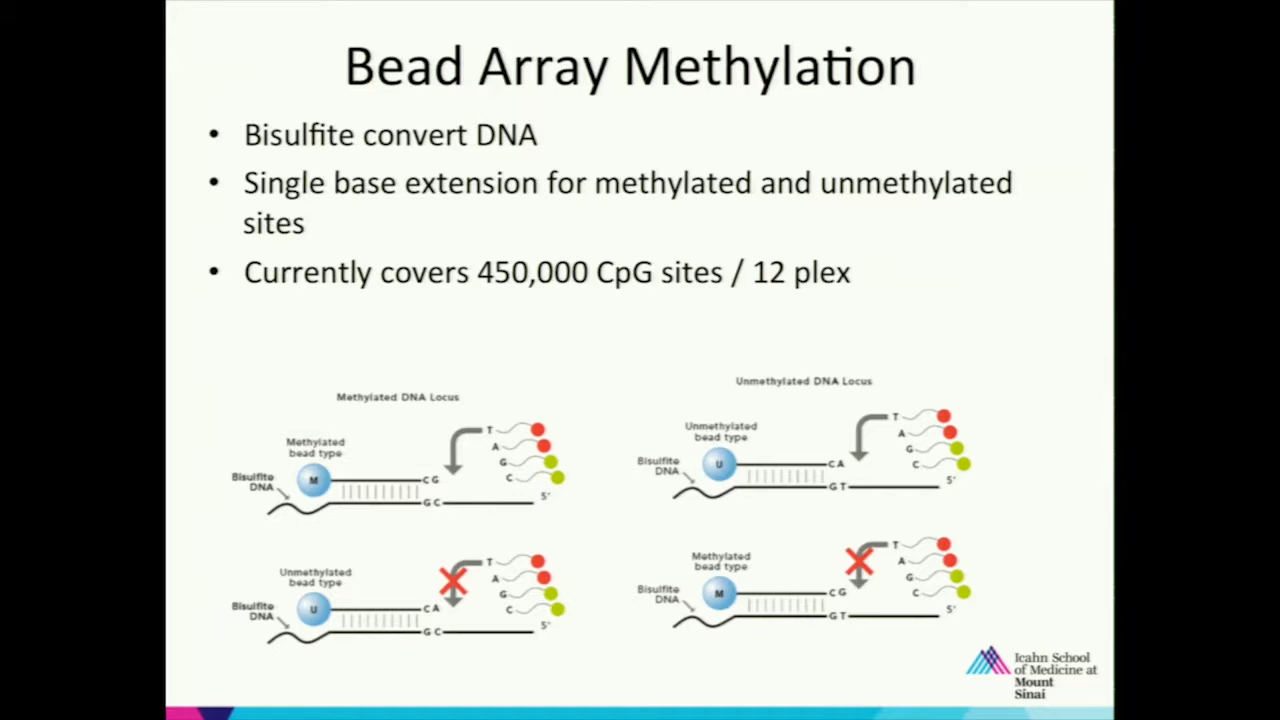 Bead Array Methylation
• Bisulfite convert DNA
• Single base extension for methylated and unmethylated
sites
• Currently covers 450,000 CpG sites / 12 plex
Methylated DNA Locus
Methylated
bead type
Bisulfite
DNA
M
C G
G C
T
A
G
C
5'
Unmethylated
bead type
Bisulfite
DNA
U
C A
G C
T
A
G
C
5'
Unmethylated DNA Locus
Unmethylated
bead type
Bisulfite
DNA
U
C A
G T
T
A
G
C
5'
Methylated
bead type
Bisulfite
DNA
M
C G
G T
T
A
G
C
5'
Icahn School
of Medicine at
Mount
Sinai